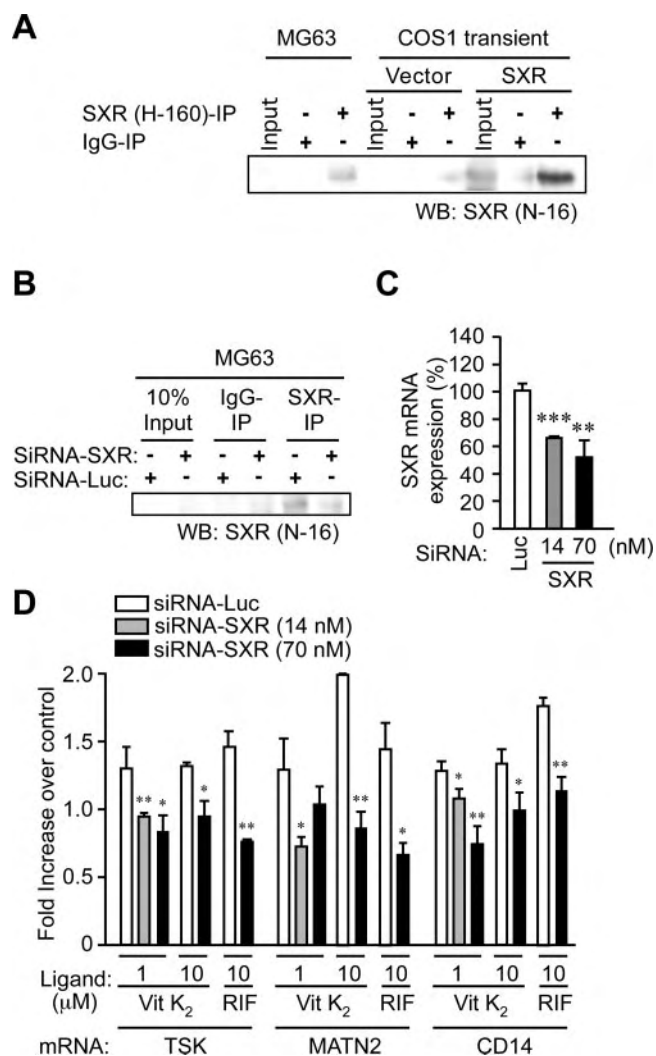 A
MG63 COS1 transient
Vector SXR
Input - + Input - + Input - +
SXR (H-160)-IP
IgG-IP + - + - + -
WB: SXR (N-16)
B
MG63
10% Input IgG-IP SXR-IP
SiRNA-SXR: - + - + - +
SiRNA-Luc: + - + - + -
WB: SXR (N-16)
C
SXR mRNA expression (%)
140
120
100
80
60
40
20
0
*** **
SiRNA: Luc 14 70 (nM)
SXR
D
siRNA-Luc
siRNA-SXR (14 nM)
siRNA-SXR (70 nM)
Fold Increase over control
2.0
1.5
1.0
0.5
0
** * * ** * ** * * ** * **
Ligand: 1 10 10 1 10 10 1 10 10
(μM) Vit K2 RIF Vit K2 RIF Vit K2 RIF
mRNA: TSK MATN2 CD14